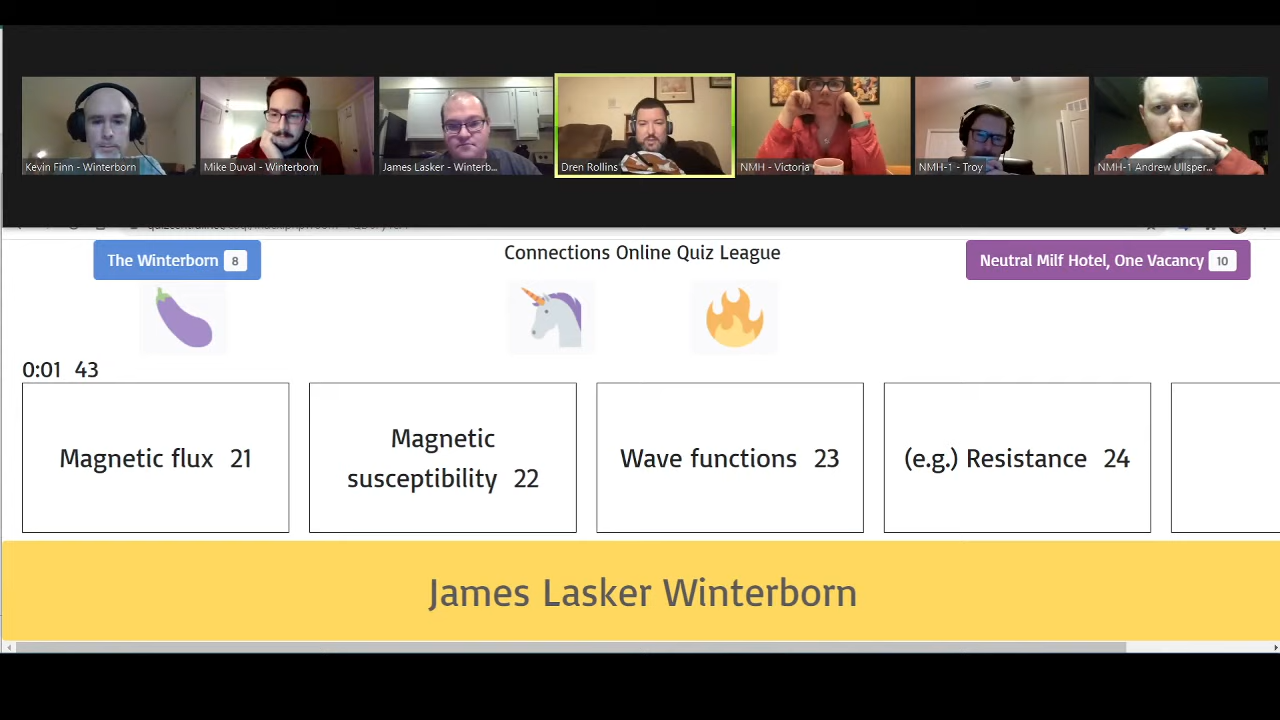 Kevin Finn - Winterborn
Mike Duval - Winterborn
James Lasker - Winterb...
Dren Rollins
NMH - Victoria
NMH-1 - Troy
NMH-1 Andrew Ullsper...
The Winterborn 8
Connections Online Quiz League
Neutral Milf Hotel, One Vacancy 10
0:01 43
Magnetic flux 21
Magnetic
susceptibility 22
Wave functions 23
(e.g.) Resistance 24
James Lasker Winterborn